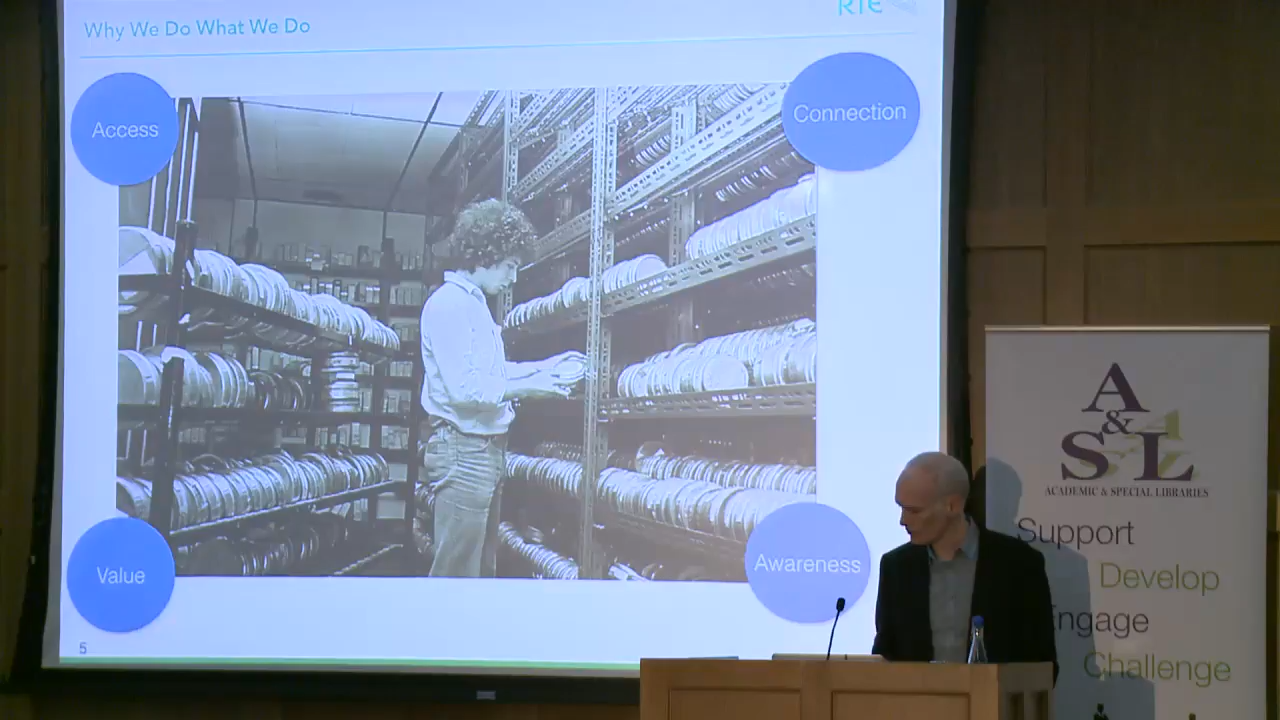 Why We Do What We Do
RTÉ
Access
Connection
Value
Awareness
5
A
&
S L
ACADEMIC & SPECIAL LIBRARIES
Support
Develop
Engage
Challenge